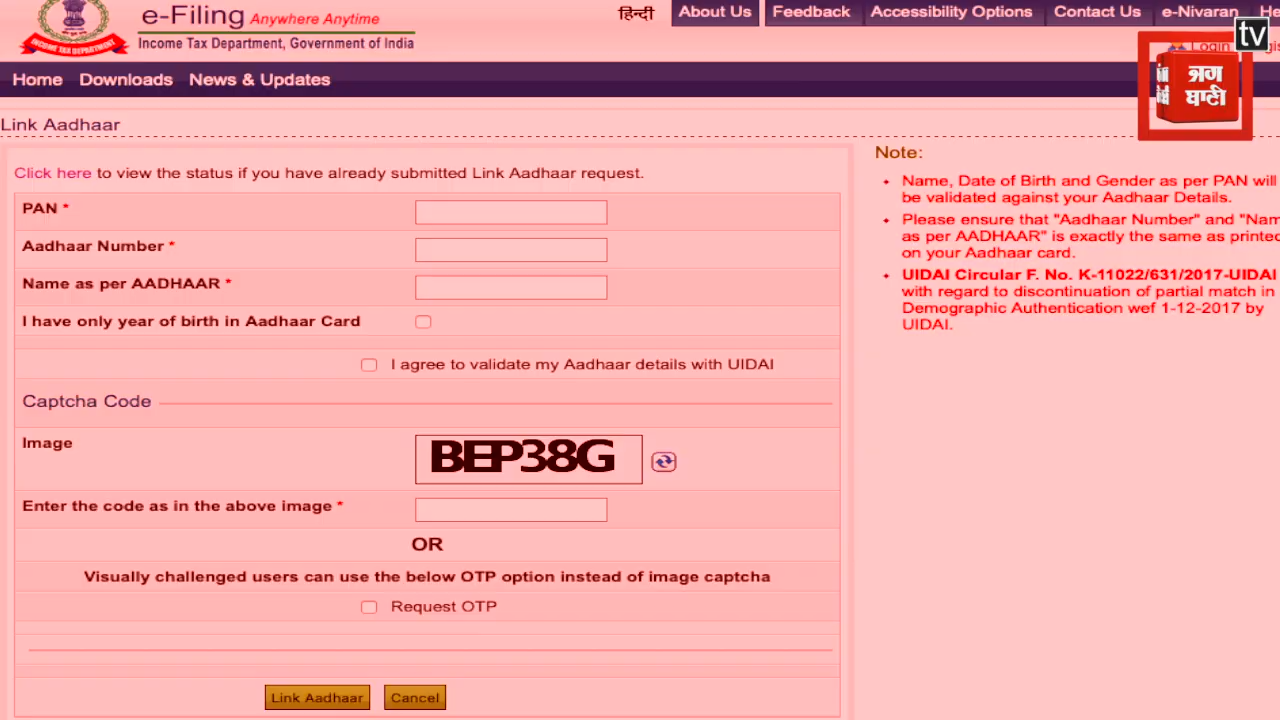 e-Filing Anywhere Anytime
Income Tax Department, Government of India
INCOME TAX DEPARTMENT
हिन्दी About Us Feedback Accessibility Options Contact Us e-Nivaran
tv
Login
ਜਗ
ਬਾਣੀ
Home Downloads News & Updates
Link Aadhaar
Click here to view the status if you have already submitted Link Aadhaar request.
PAN *
Aadhaar Number *
Name as per AADHAAR *
I have only year of birth in Aadhaar Card
I agree to validate my Aadhaar details with UIDAI
Captcha Code
Image
BEP38G
Enter the code as in the above image *
OR
Visually challenged users can use the below OTP option instead of image captcha
Request OTP
Link Aadhaar Cancel
Note:
Name, Date of Birth and Gender as per PAN will
be validated against your Aadhaar Details.
Please ensure that "Aadhaar Number" and "Nam
as per AADHAAR" is exactly the same as printed
on your Aadhaar card.
UIDAI Circular F. No. K-11022/631/2017-UIDAI
with regard to discontinuation of partial match in
Demographic Authentication wef 1-12-2017 by
UIDAI.